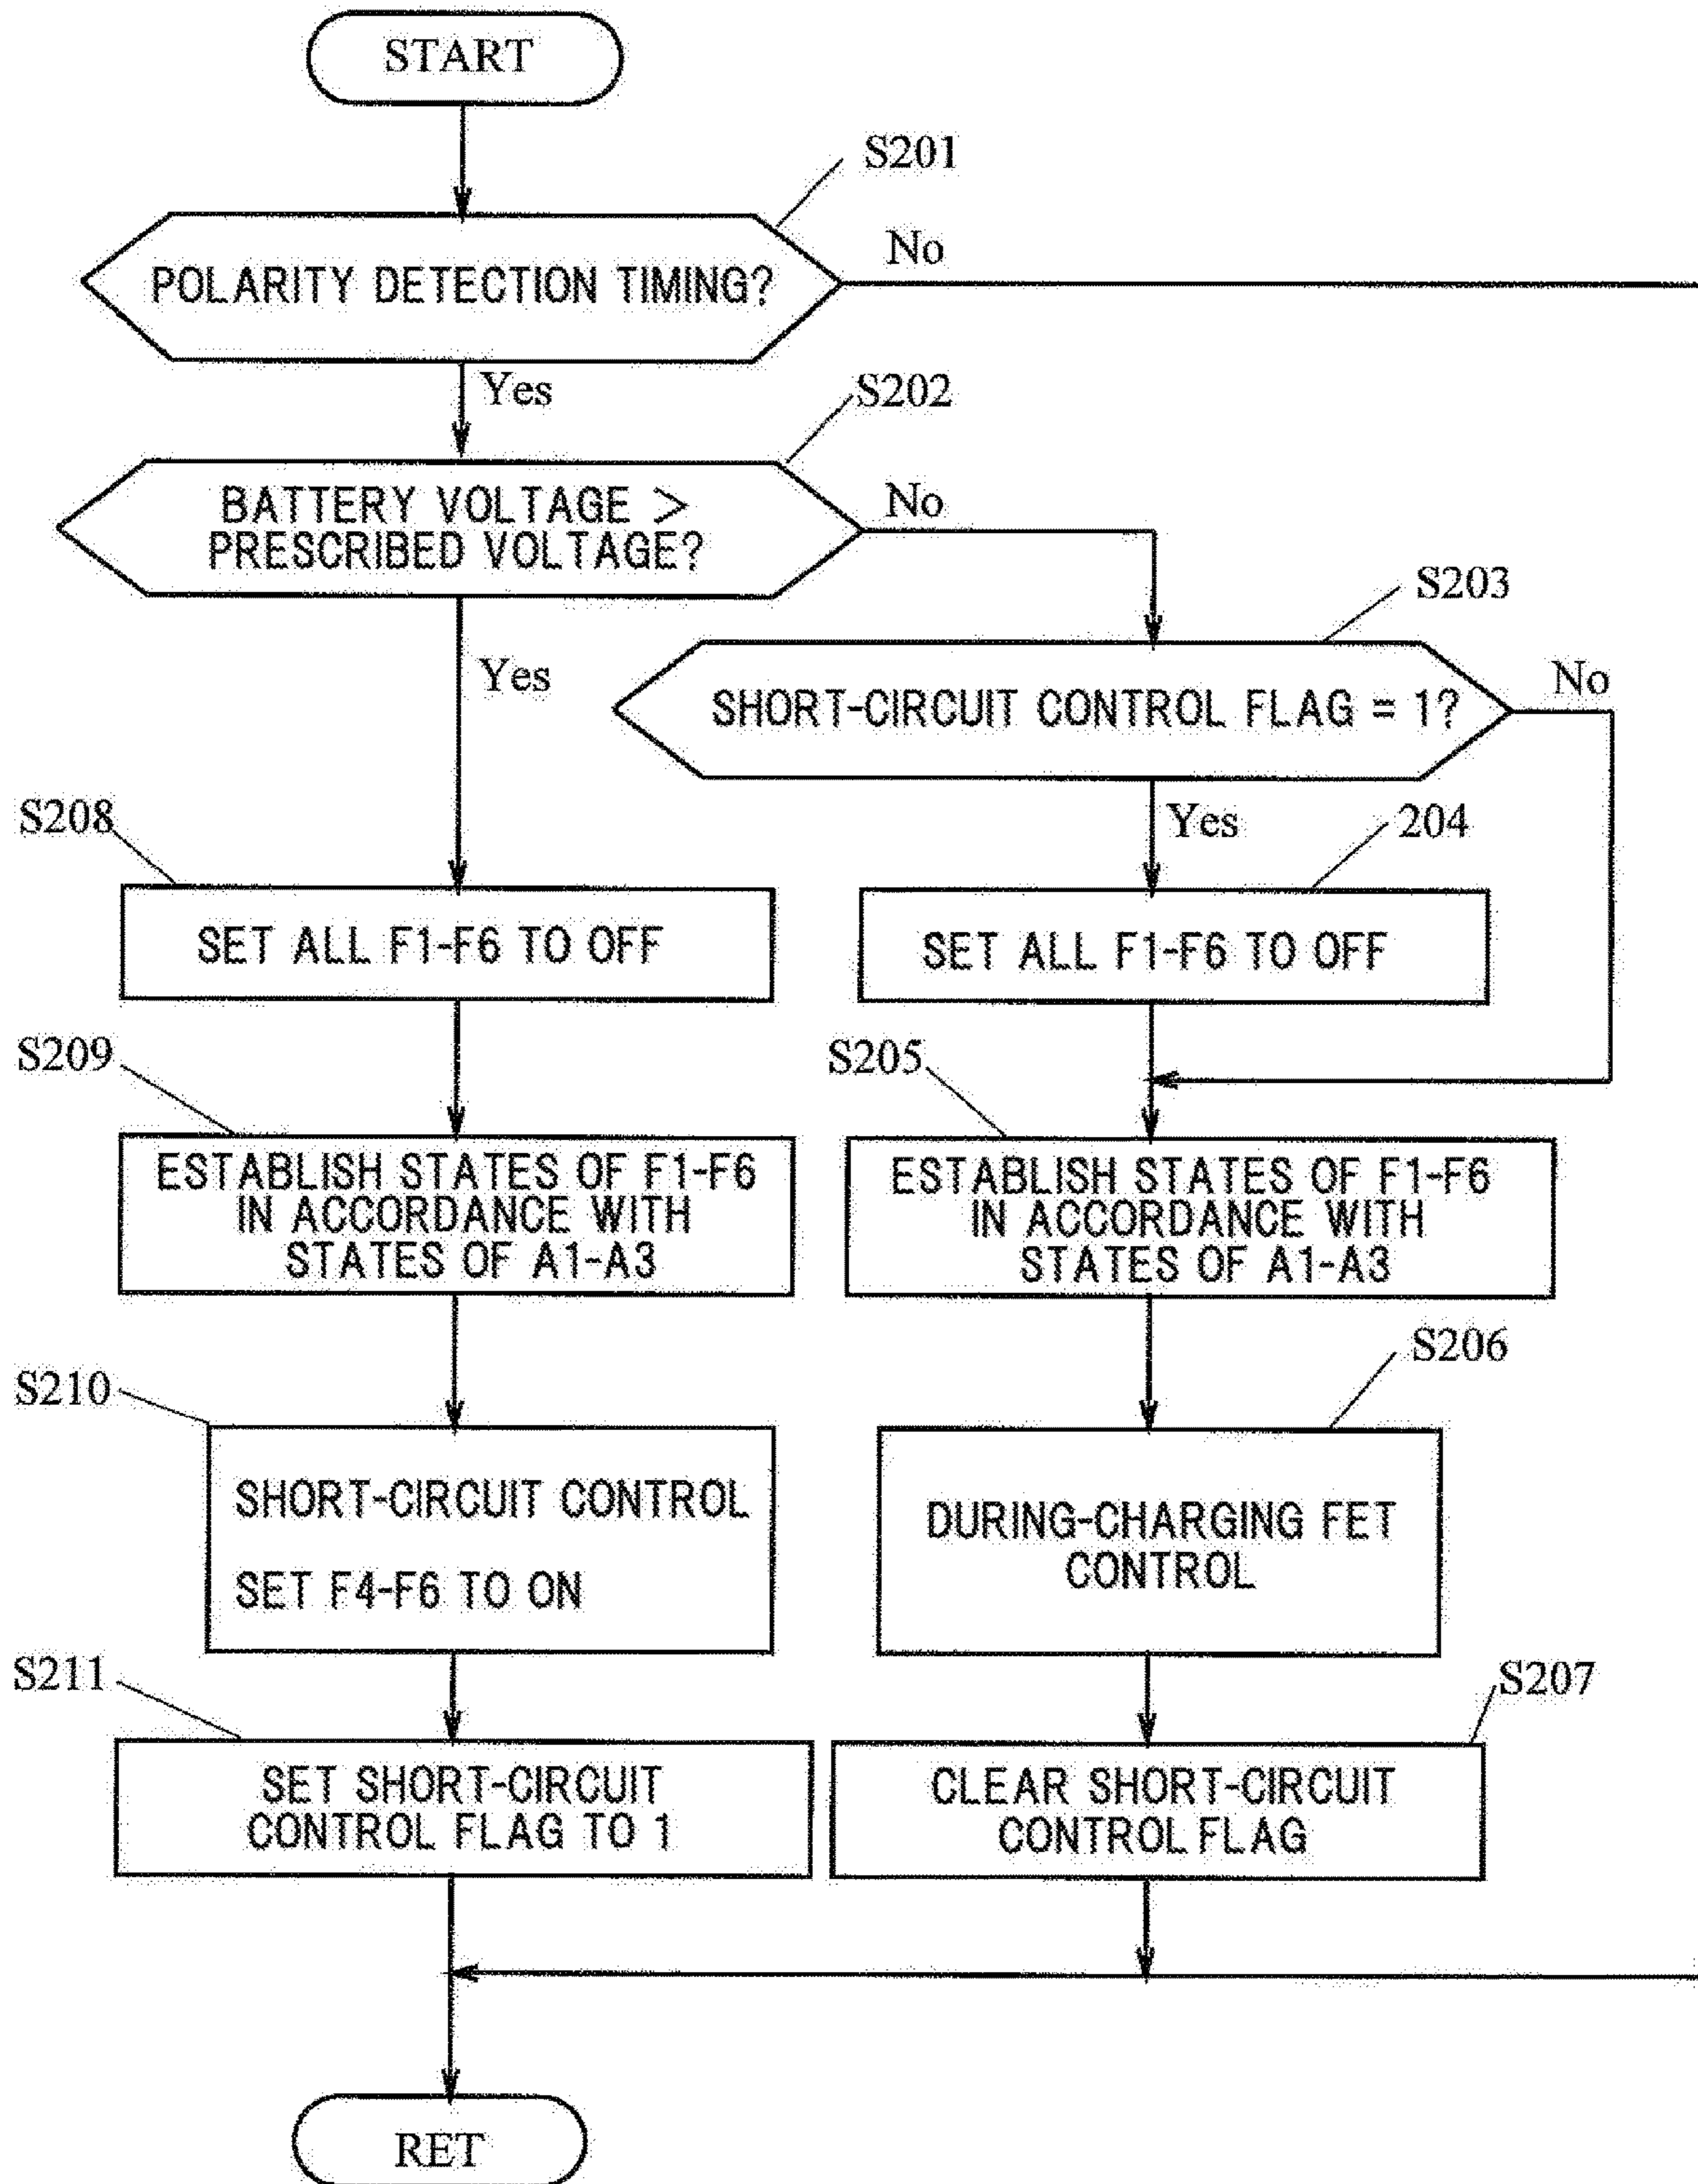 START
S201
POLARITY DETECTION TIMING?
No
Yes
S202
BATTERY VOLTAGE >
PRESCRIBED VOLTAGE?
No
S203
Yes
SHORT-CIRCUIT CONTROL FLAG = 1?
No
S208
Yes
204
SET ALL F1-F6 TO OFF
SET ALL F1-F6 TO OFF
S209
S205
ESTABLISH STATES OF F1-F6
IN ACCORDANCE WITH
STATES OF A1-A3
ESTABLISH STATES OF F1-F6
IN ACCORDANCE WITH
STATES OF A1-A3
S210
S206
SHORT-CIRCUIT CONTROL
SET F4-F6 TO ON
DURING-CHARGING FET
CONTROL
S211
S207
SET SHORT-CIRCUIT
CONTROL FLAG TO 1
CLEAR SHORT-CIRCUIT
CONTROL FLAG
RET